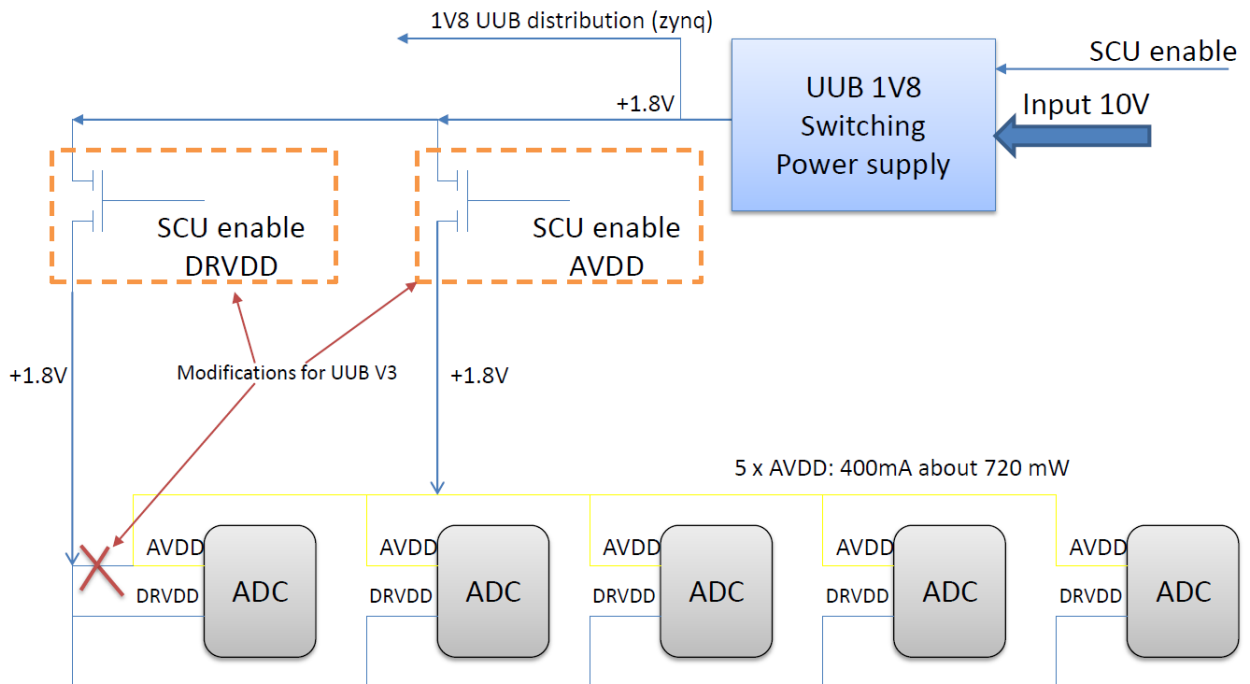 1V8 UUB distribution (zynq)
SCU enable
UUB 1V8
Switching
Power supply
Input 10V
+1.8V
SCU enable
DRVDD
SCU enable
AVDD
+1.8V
Modifications for UUB V3
+1.8V
5 x AVDD: 400mA about 720 mW
AVDD
DRVDD
ADC
AVDD
DRVDD
ADC
AVDD
DRVDD
ADC
AVDD
DRVDD
ADC
AVDD
DRVDD
ADC